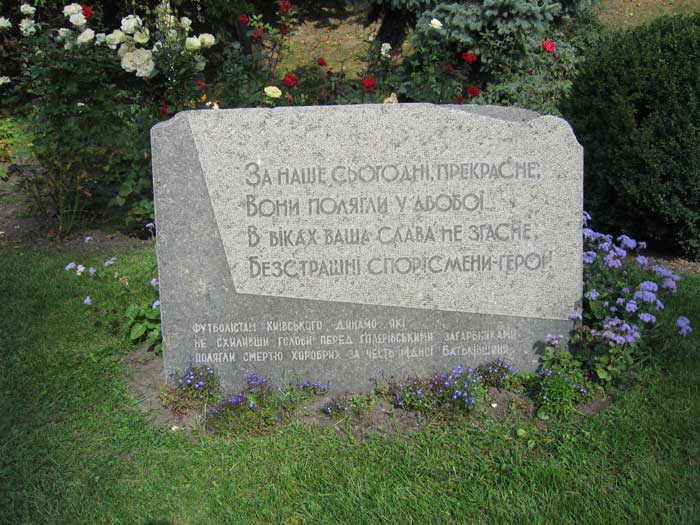 За наше сьогодні, прекрасне,
Вони полягли у двобої...
В віках ваша слава не згасне,
Безстрашні спортсмени-герої!
Футболістам київського „Динамо" які
не схиливши голови перед гітлерівськими загарбниками
полягли смертю хоробрих за честь рідної Батьківщини